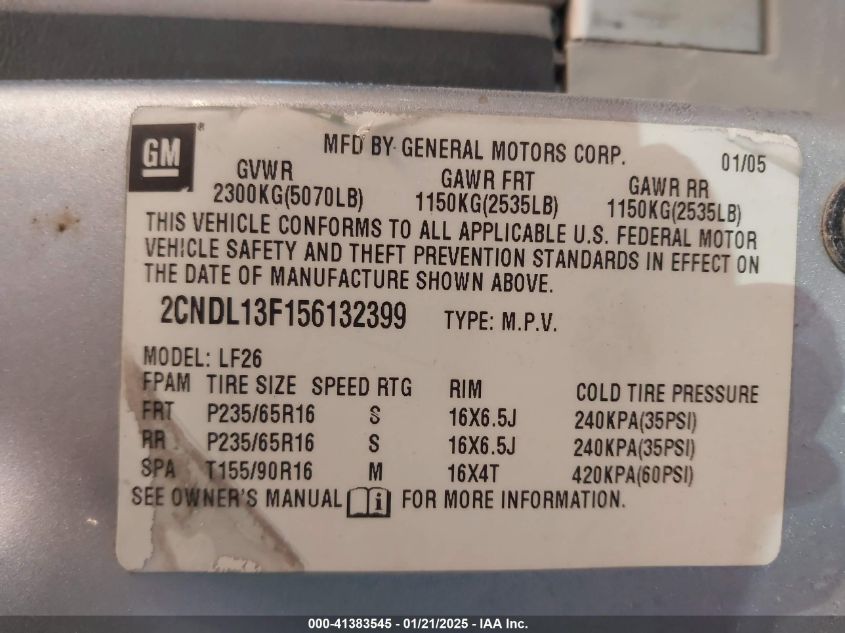 GM
MFD BY GENERAL MOTORS CORP. 01/05
GVWR GAWR FRT GAWR RR
2300KG(5070LB) 1150KG(2535LB) 1150KG(2535LB)
THIS VEHICLE CONFORMS TO ALL APPLICABLE U.S. FEDERAL MOTOR
VEHICLE SAFETY AND THEFT PREVENTION STANDARDS IN EFFECT ON
THE DATE OF MANUFACTURE SHOWN ABOVE.
2CNDL13F156132399 TYPE: M.P.V.
MODEL: LF26
FPAM TIRE SIZE SPEED RTG RIM COLD TIRE PRESSURE
FRT P235/65R16 S 16X6.5J 240KPA(35PSI)
RR P235/65R16 S 16X6.5J 240KPA(35PSI)
SPA T155/90R16 M 16X4T 420KPA(60PSI)
SEE OWNER'S MANUAL i FOR MORE INFORMATION.
000-41383545 / 01/21/2025 - IAA Inc.